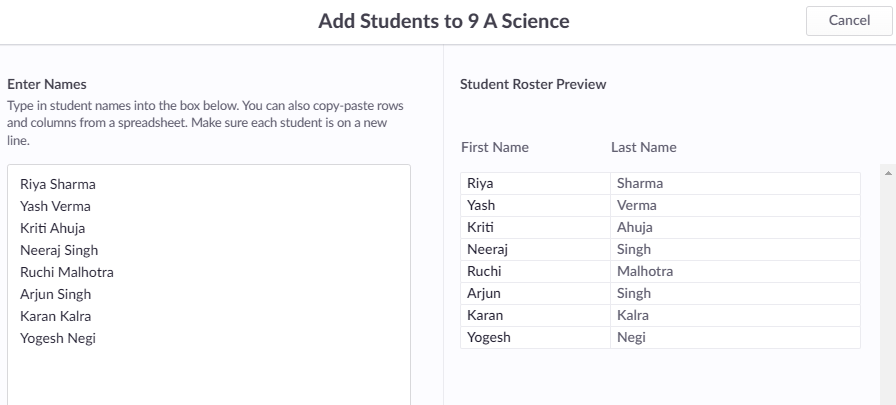 Add Students to 9 A Science
Cancel
Enter Names
Type in student names into the box below. You can also copy-paste rows
and columns from a spreadsheet. Make sure each student is on a new
line.
Riya Sharma
Yash Verma
Kriti Ahuja
Neeraj Singh
Ruchi Malhotra
Arjun Singh
Karan Kalra
Yogesh Negi
Student Roster Preview
First Name Last Name
Riya Sharma
Yash Verma
Kriti Ahuja
Neeraj Singh
Ruchi Malhotra
Arjun Singh
Karan Kalra
Yogesh Negi